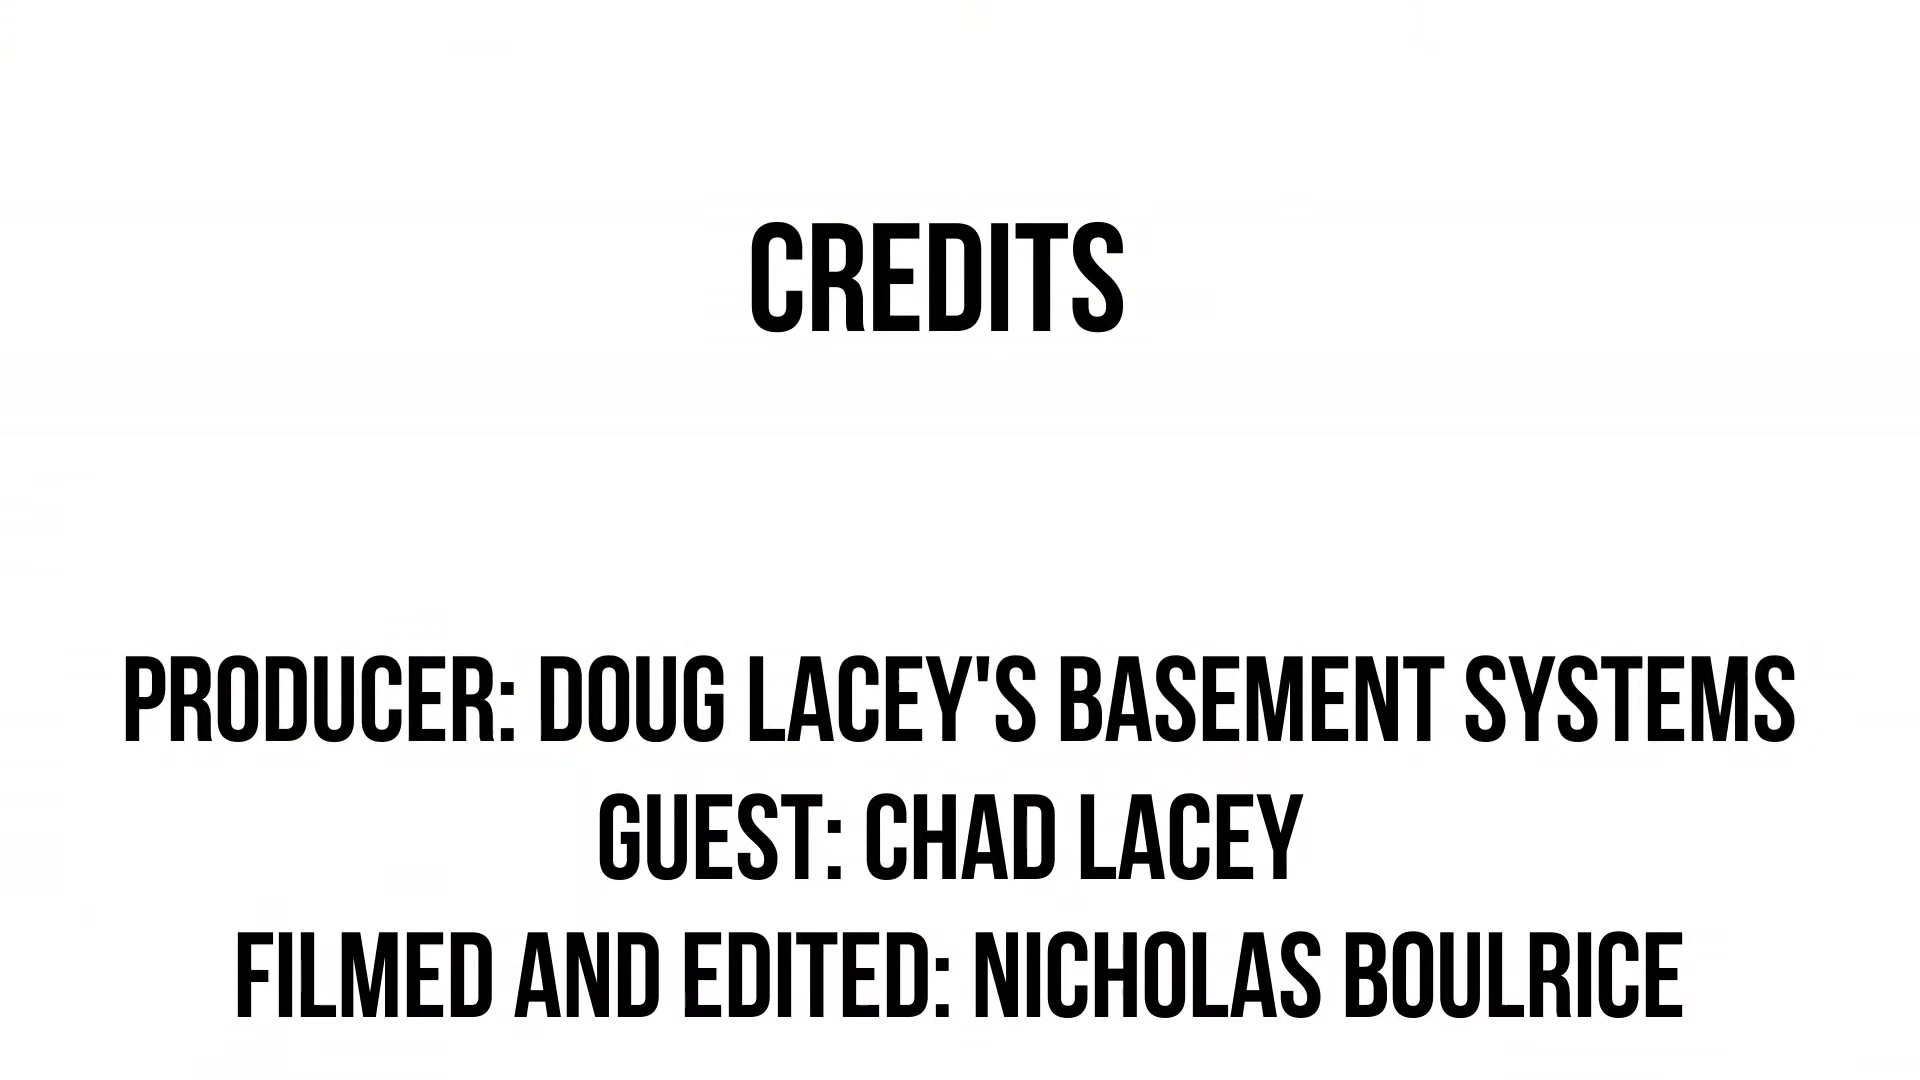 CREDITS
PRODUCER: DOUG LACEY'S BASEMENT SYSTEMS
GUEST: CHAD LACEY
FILMED AND EDITED: NICHOLAS BOULRICE